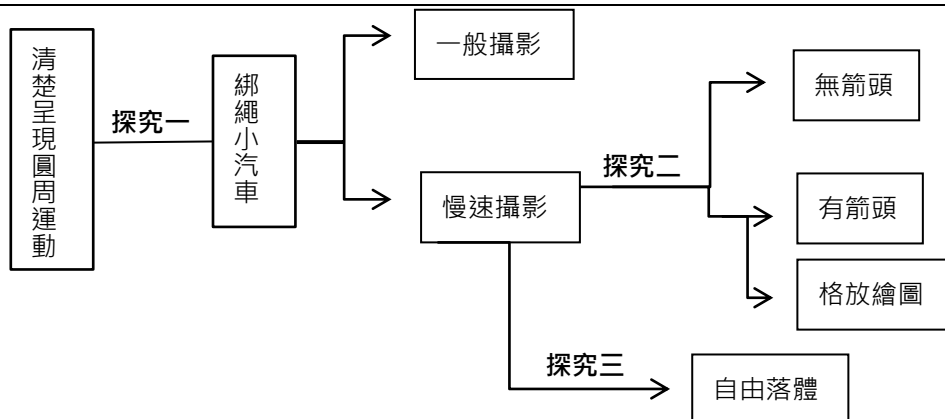 清楚呈現圓周運動
探究一
綁繩小汽車
一般攝影
慢速攝影
探究二
無箭頭
有箭頭
格放繪圖
探究三
自由落體